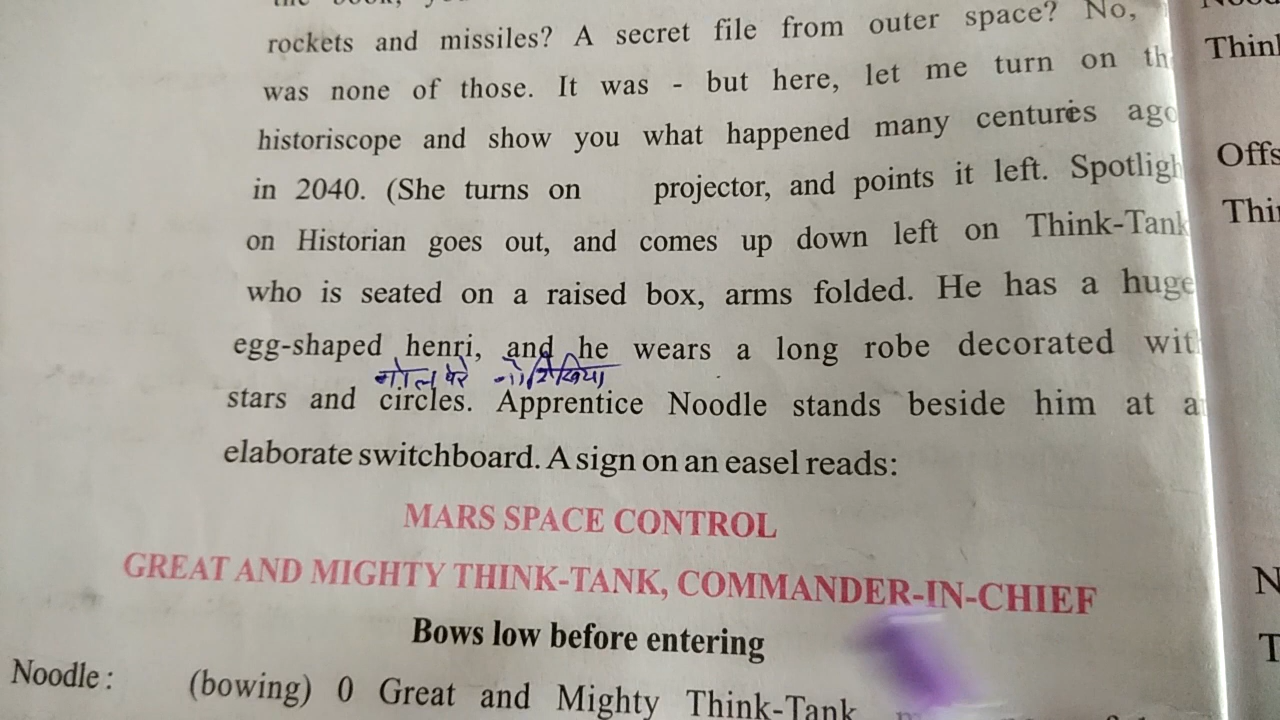 rockets and missiles? A secret file from outer space? No,
was none of those. It was - but here, let me turn on th
historiscope and show you what happened many centures ago
in 2040. (She turns on projector, and points it left. Spotligh
on Historian goes out, and comes up down left on Think-Tank
who is seated on a raised box, arms folded. He has a huge
egg-shaped henri, and he wears a long robe decorated wit
गोल घेरे
stars and circles. Apprentice Noodle stands beside him at a
elaborate switchboard. A sign on an easel reads:
MARS SPACE CONTROL
GREAT AND MIGHTY THINK-TANK, COMMANDER-IN-CHIEF
Bows low before entering
Noodle: (bowing) 0 Great and Mighty Think-Tank
Think
Offs
Thi
N
T